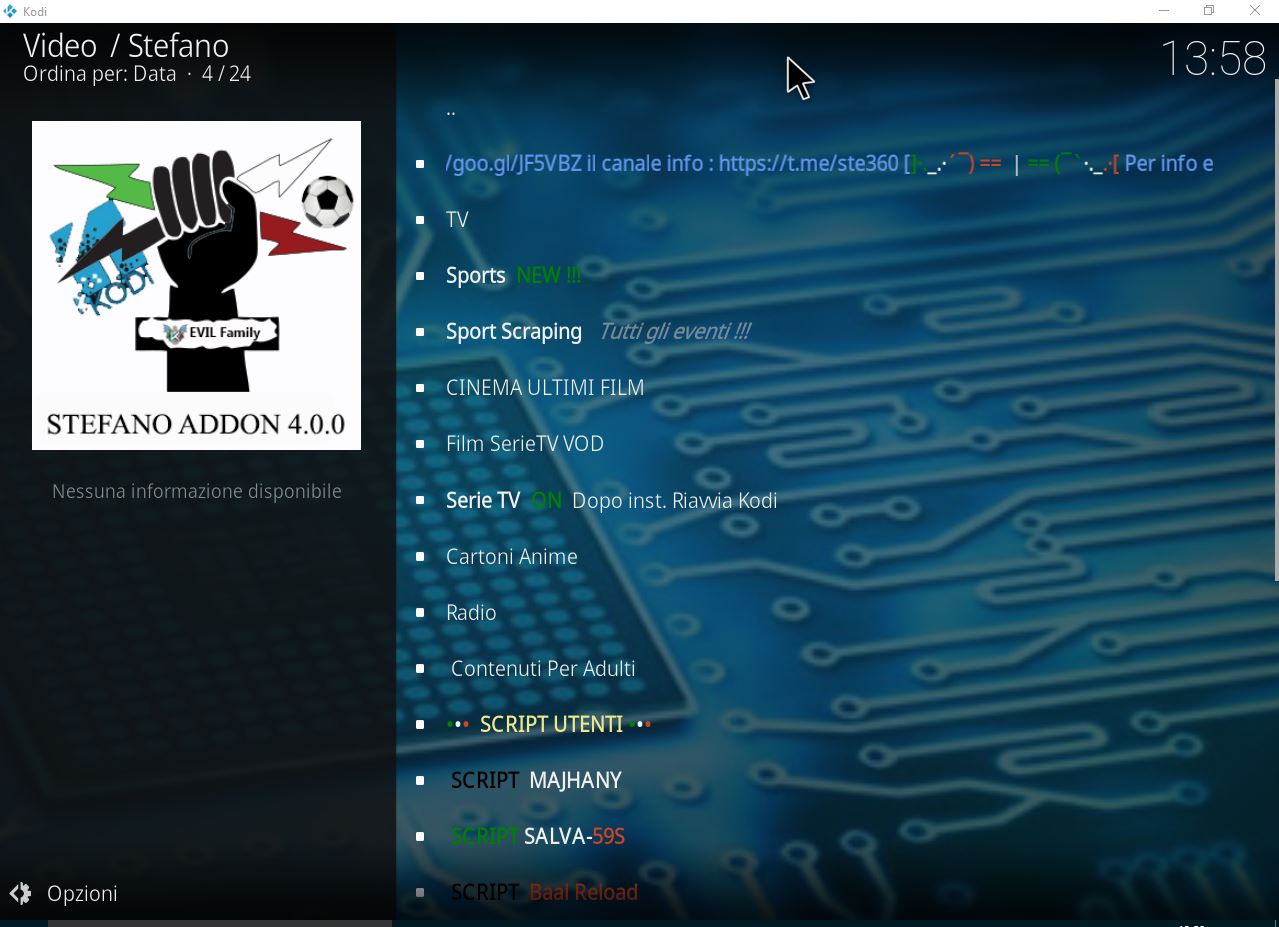 Kodi
Video / Stefano
Ordina per: Data · 4 / 24
13:58
KODI
EVIL Family
STEFANO ADDON 4.0.0
Nessuna informazione disponibile
..
/goo.gl/JF5VBZ il canale info : https://t.me/ste360 []·._.·´¯) == | == (¯`·._.·[ Per info e
TV
Sports NEW !!!
Sport Scraping Tutti gli eventi !!!
CINEMA ULTIMI FILM
Film SerieTV VOD
Serie TV ON Dopo inst. Riavvia Kodi
Cartoni Anime
Radio
Contenuti Per Adulti
••• SCRIPT UTENTI •••
SCRIPT MAJHANY
SCRIPT SALVA-59S
SCRIPT Baal Reload
Opzioni